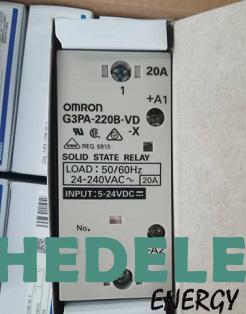 20A
1
+A1
OMRON
G3PA-220B-VD
-X
REG 5915
SOLID STATE RELAY
LOAD: 50/60Hz
24-240VAC~ 20A
INPUT: 5-24VDC
No.
-A2
HEDELE
ENERGY